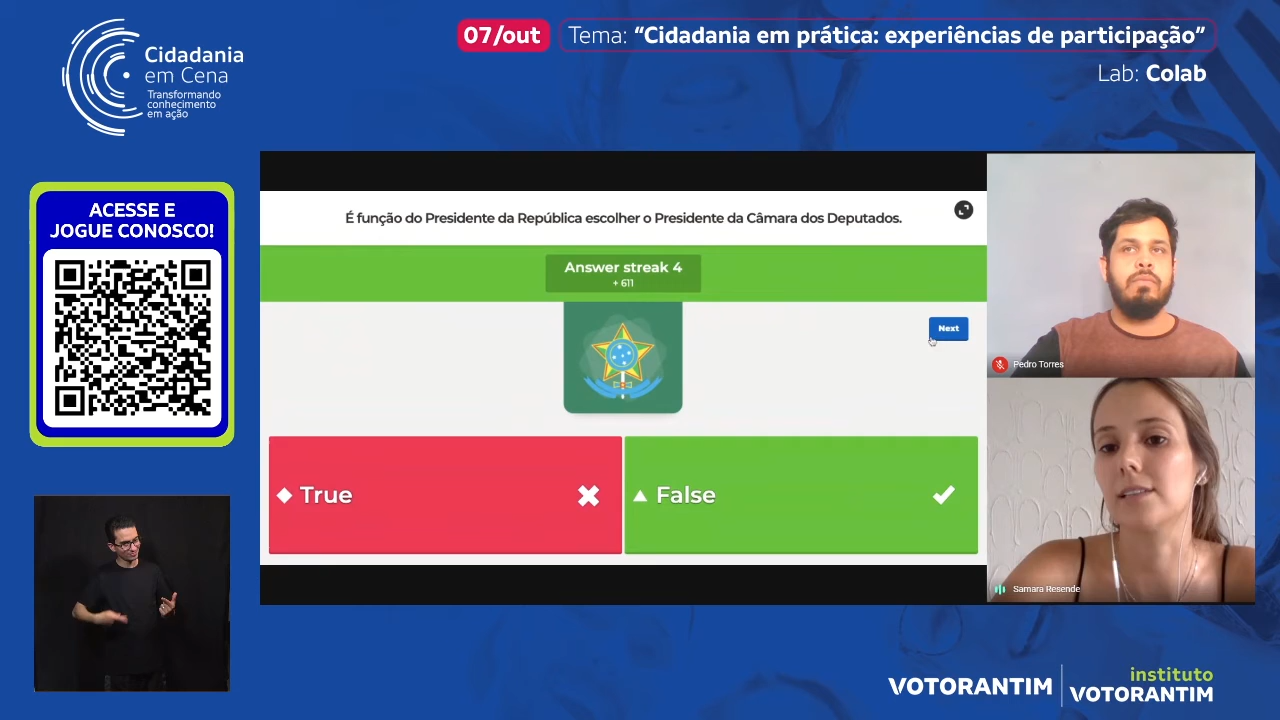 Cidadania
em Cena
Transformando
conhecimento
em ação
07/out
Tema: “Cidadania em prática: experiências de participação”
Lab: Colab
ACESSE E
JOGUE CONOSCO!
É função do Presidente da República escolher o Presidente da Câmara dos Deputados.
Answer streak 4
+ 611
Next
True
False
Pedro Torres
Samara Resende
VOTORANTIM
instituto
VOTORANTIM